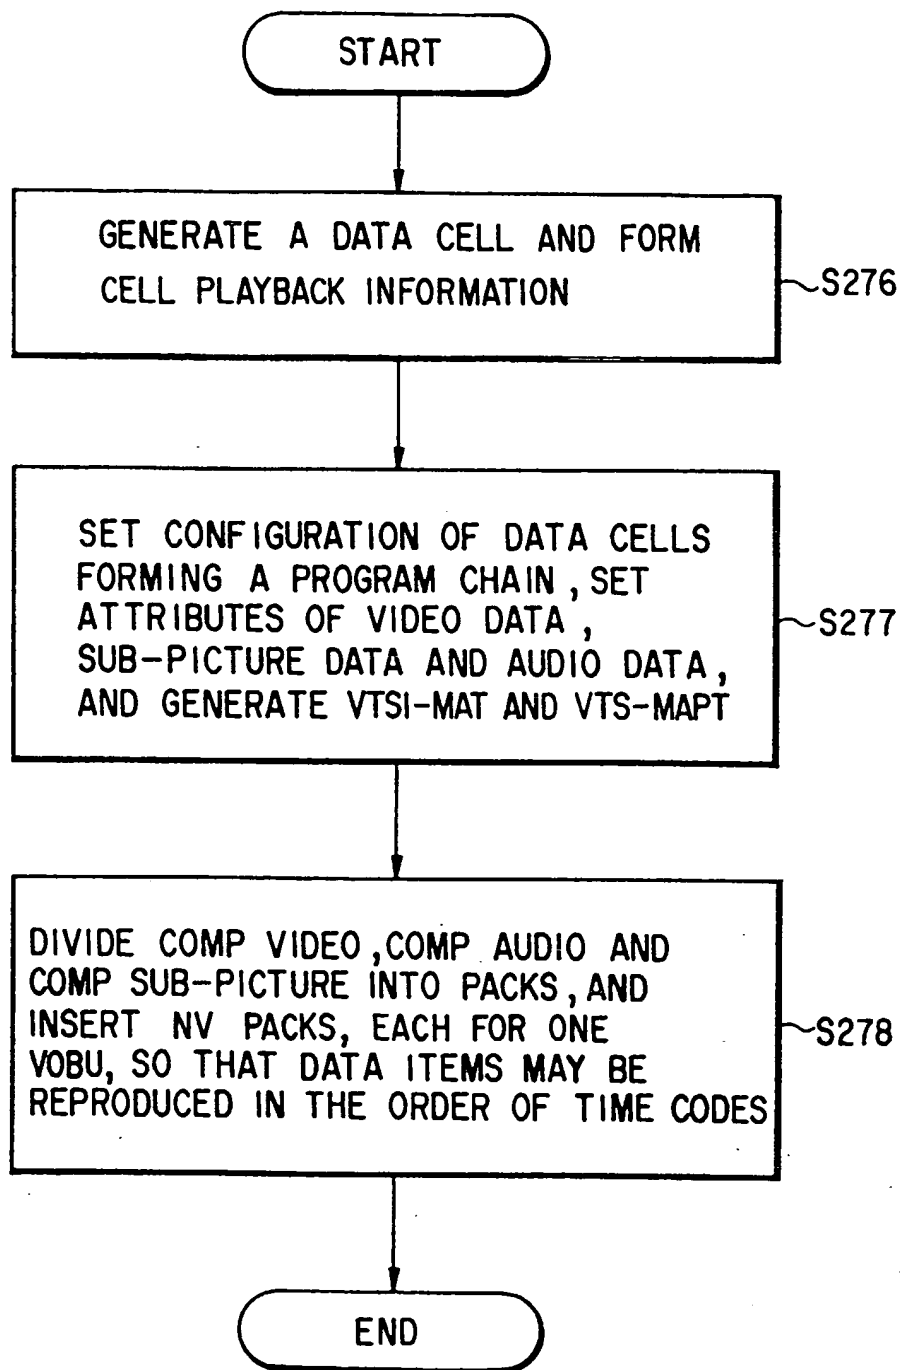 START
GENERATE A DATA CELL AND FORM
CELL PLAYBACK INFORMATION
S276
SET CONFIGURATION OF DATA CELLS
FORMING A PROGRAM CHAIN, SET
ATTRIBUTES OF VIDEO DATA,
SUB-PICTURE DATA AND AUDIO DATA,
AND GENERATE VTSI-MAT AND VTS-MAPT
S277
DIVIDE COMP VIDEO, COMP AUDIO AND
COMP SUB-PICTURE INTO PACKS, AND
INSERT NV PACKS, EACH FOR ONE
VOBU, SO THAT DATA ITEMS MAY BE
REPRODUCED IN THE ORDER OF TIME CODES
S278
END